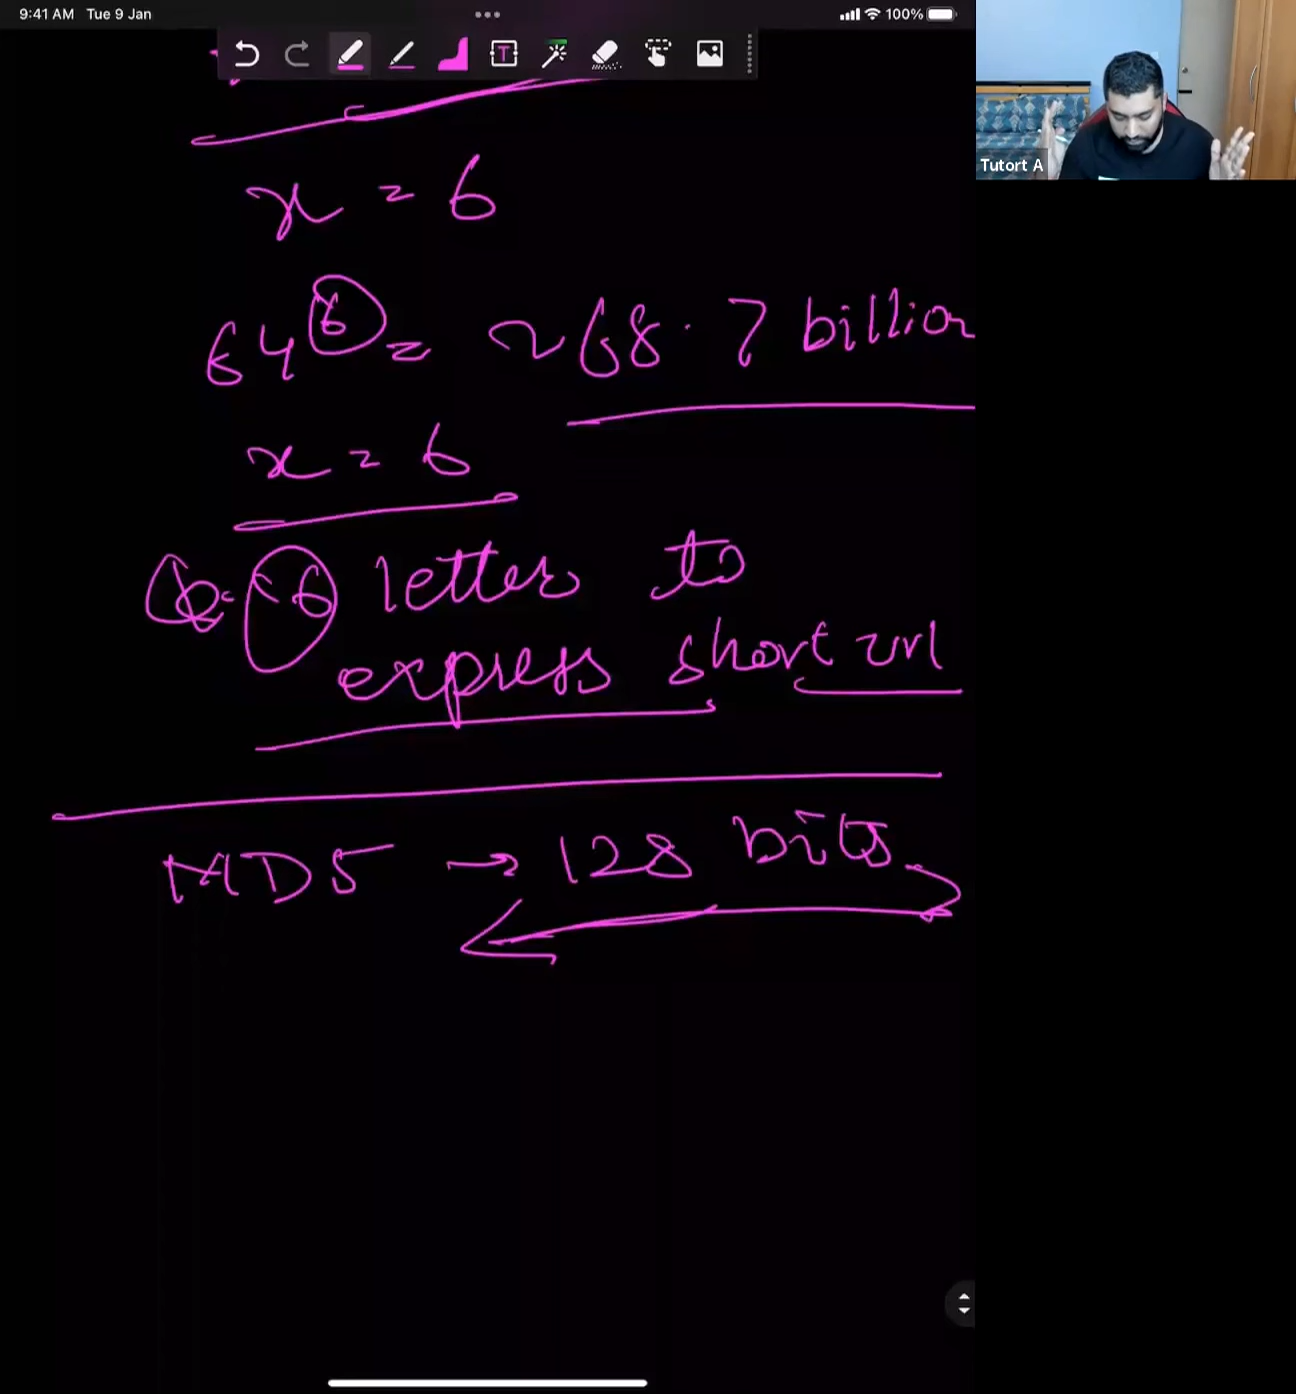 9:41 AM Tue 9 Jan
100%
T
Tutort A
x = 6
64^6 = ~68.7 billion
x = 6
6 letter to
express short url
MD5 → 128 bits